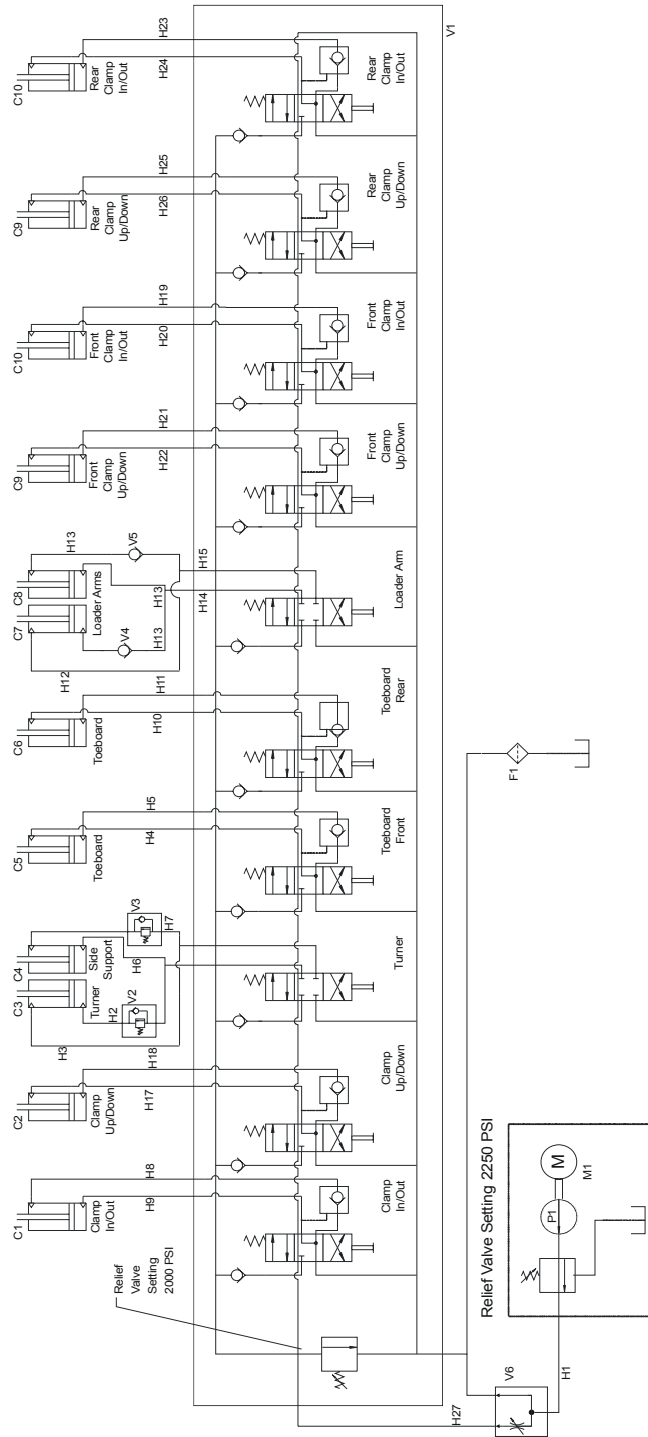 C1
Clamp
In/Out
H8
H9
C2
Clamp
Up/Down
H17
H18
H3
C3
Turner
H2
V2
C4
Side
Support
H6
V3
H7
C5
Toeboard
H4
H5
C6
Toeboard
H10
H11
H12
C7
C8
Loader Arms
V4
H13
H13
H13
V5
H14
H15
C9
Front
Clamp
Up/Down
H22
H21
C10
Front
Clamp
In/Out
H20
H19
C9
Rear
Clamp
Up/Down
H26
H25
C10
Rear
Clamp
In/Out
H24
H23
Relief
Valve
Setting
2000 PSI
Clamp
In/Out
Clamp
Up/Down
Turner
Toeboard
Front
Toeboard
Rear
Loader Arm
Front
Clamp
Up/Down
Front
Clamp
In/Out
Rear
Clamp
Up/Down
Rear
Clamp
In/Out
V1
H27
V6
H1
Relief Valve Setting 2250 PSI
P1
M
M1
F1